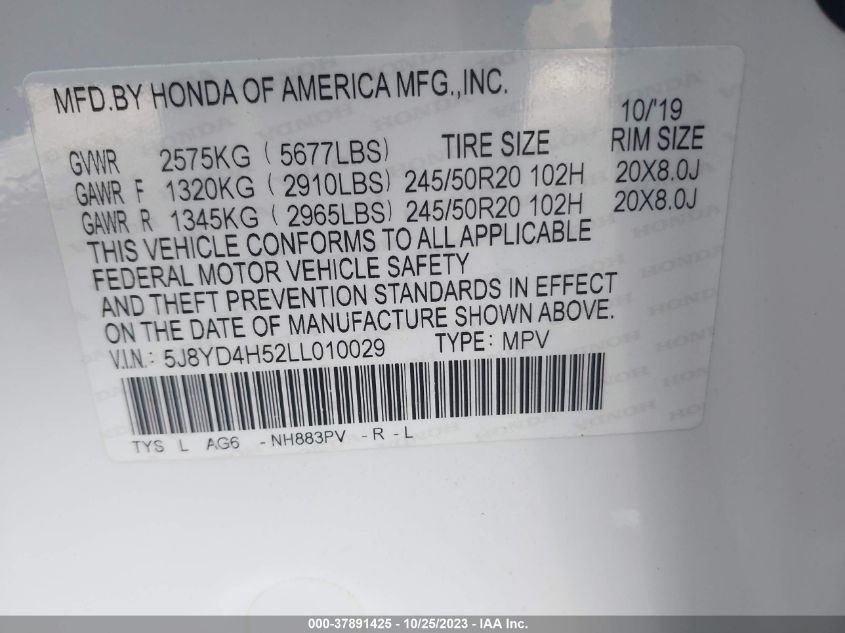 MFD.BY HONDA OF AMERICA MFG.,INC.
10/'19
GVWR 2575KG ( 5677LBS) TIRE SIZE RIM SIZE
GAWR F 1320KG ( 2910LBS) 245/50R20 102H 20X8.0J
GAWR R 1345KG ( 2965LBS) 245/50R20 102H 20X8.0J
THIS VEHICLE CONFORMS TO ALL APPLICABLE
FEDERAL MOTOR VEHICLE SAFETY
AND THEFT PREVENTION STANDARDS IN EFFECT
ON THE DATE OF MANUFACTURE SHOWN ABOVE.
V.I.N.: 5J8YD4H52LL010029 TYPE: MPV
TYS L AG6 -NH883PV -R-L
000-37891425 - 10/25/2023 - © IAA Holdings, LLC.